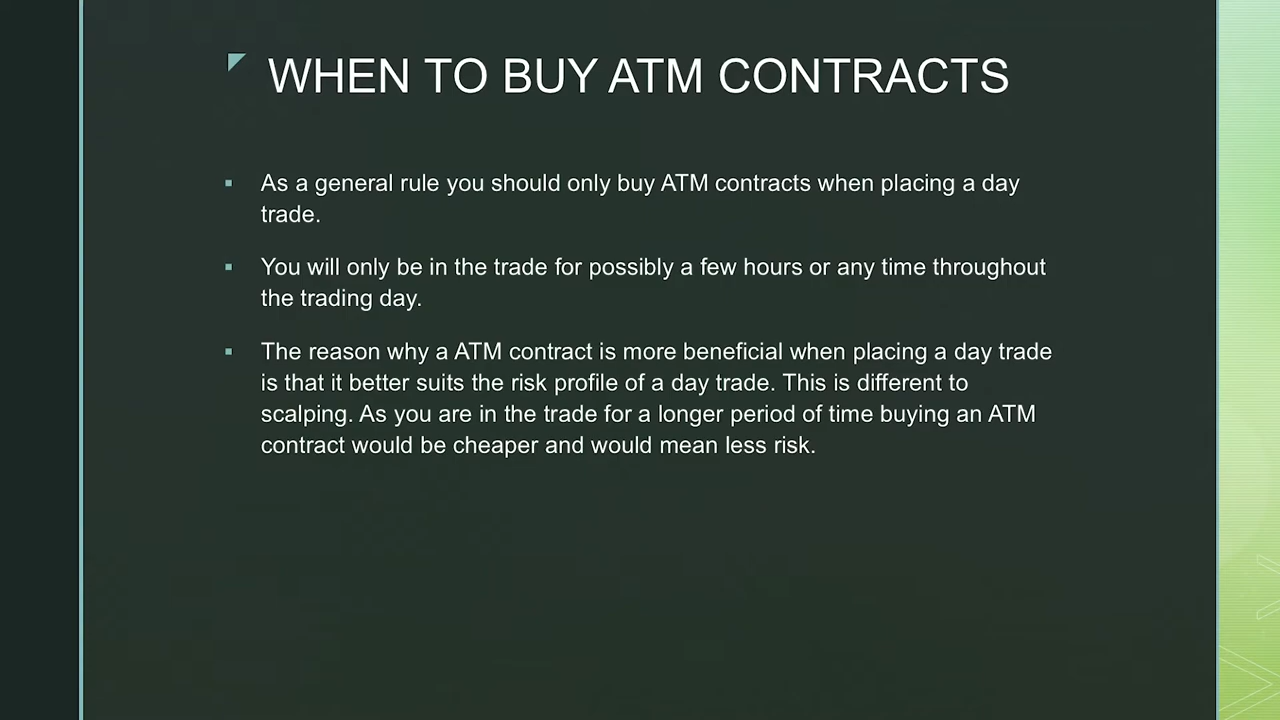 WHEN TO BUY ATM CONTRACTS
▪ As a general rule you should only buy ATM contracts when placing a day
trade.
▪ You will only be in the trade for possibly a few hours or any time throughout
the trading day.
▪ The reason why a ATM contract is more beneficial when placing a day trade
is that it better suits the risk profile of a day trade. This is different to
scalping. As you are in the trade for a longer period of time buying an ATM
contract would be cheaper and would mean less risk.